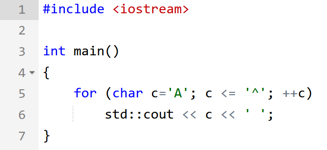 1 #include <iostream>
2
3 int main()
4 {
5 for (char c='A'; c <= '^'; ++c)
6 std::cout << c << ' ';
7 }